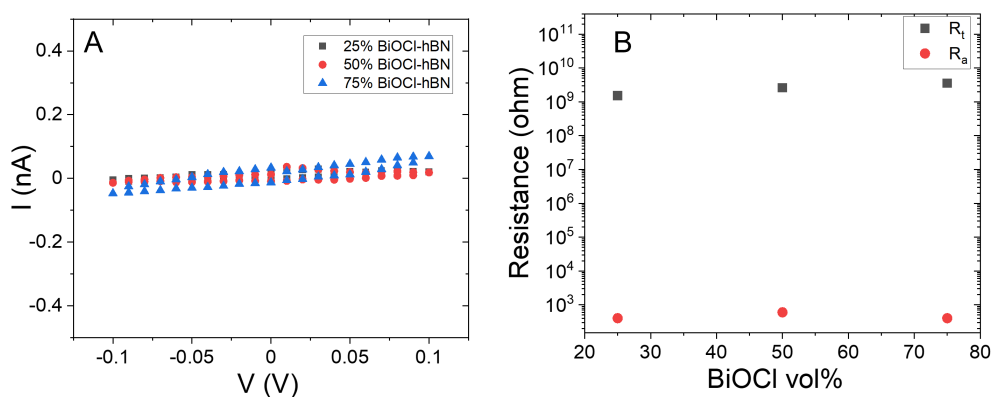 A
25% BiOCl-hBN
50% BiOCl-hBN
75% BiOCl-hBN
0.4
0.2
0
-0.2
-0.4
I (nA)
-0.1
-0.05
0
0.05
0.1
V (V)
B
Rt
Ra
10^11
10^10
10^9
10^8
10^7
10^6
10^5
10^4
10^3
Resistance (ohm)
20
30
40
50
60
70
80
BiOCl vol%